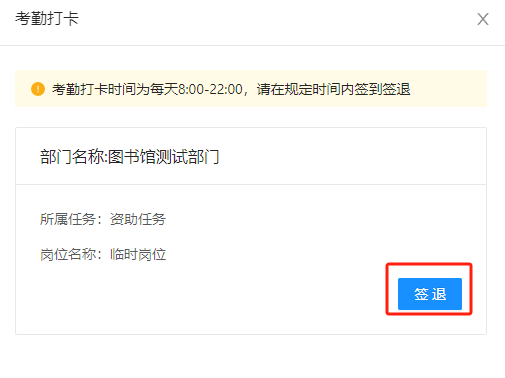 考勤打卡
考勤打卡时间为每天8:00-22:00，请在规定时间内签到签退
部门名称:图书馆测试部门
所属任务：资助任务
岗位名称：临时岗位
签 退